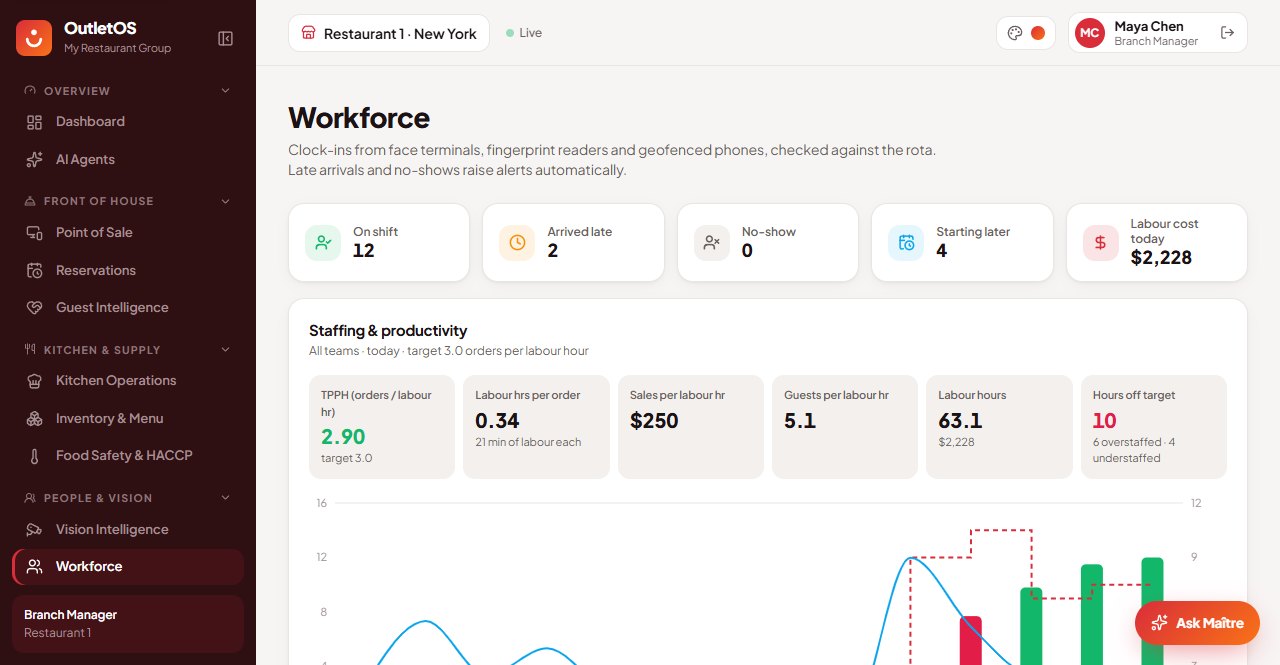 OutletOS
My Restaurant Group
OVERVIEW
Dashboard
AI Agents
FRONT OF HOUSE
Point of Sale
Reservations
Guest Intelligence
KITCHEN & SUPPLY
Kitchen Operations
Inventory & Menu
Food Safety & HACCP
PEOPLE & VISION
Vision Intelligence
Workforce
Branch Manager
Restaurant 1
Restaurant 1 · New York
Live
MC
Maya Chen
Branch Manager
Workforce
Clock-ins from face terminals, fingerprint readers and geofenced phones, checked against the rota.
Late arrivals and no-shows raise alerts automatically.
On shift
12
Arrived late
2
No-show
0
Starting later
4
Labour cost
today
$2,228
Staffing & productivity
All teams · today · target 3.0 orders per labour hour
TPPH (orders / labour
hr)
2.90
target 3.0
Labour hrs per order
0.34
21 min of labour each
Sales per labour hr
$250
Guests per labour hr
5.1
Labour hours
63.1
$2,228
Hours off target
10
6 overstaffed · 4
understaffed
16
12
12
9
8
Ask Maître